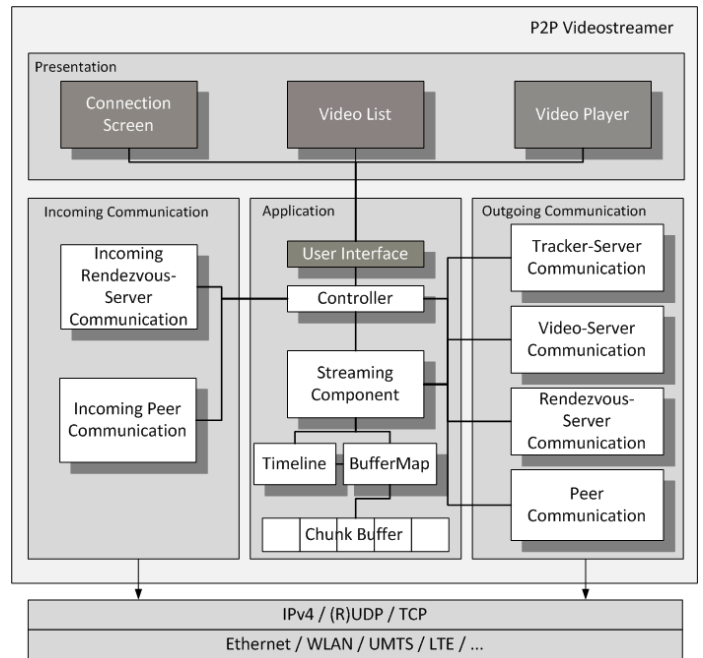 P2P Videostreamer
Presentation
Connection
Screen
Video List
Video Player
Incoming Communication
Incoming
Rendezvous-
Server
Communication
Incoming Peer
Communication
Application
User Interface
Controller
Streaming
Component
Timeline
BufferMap
Chunk Buffer
Outgoing Communication
Tracker-Server
Communication
Video-Server
Communication
Rendezvous-
Server
Communication
Peer
Communication
IPv4 / (R)UDP / TCP
Ethernet / WLAN / UMTS / LTE / ...